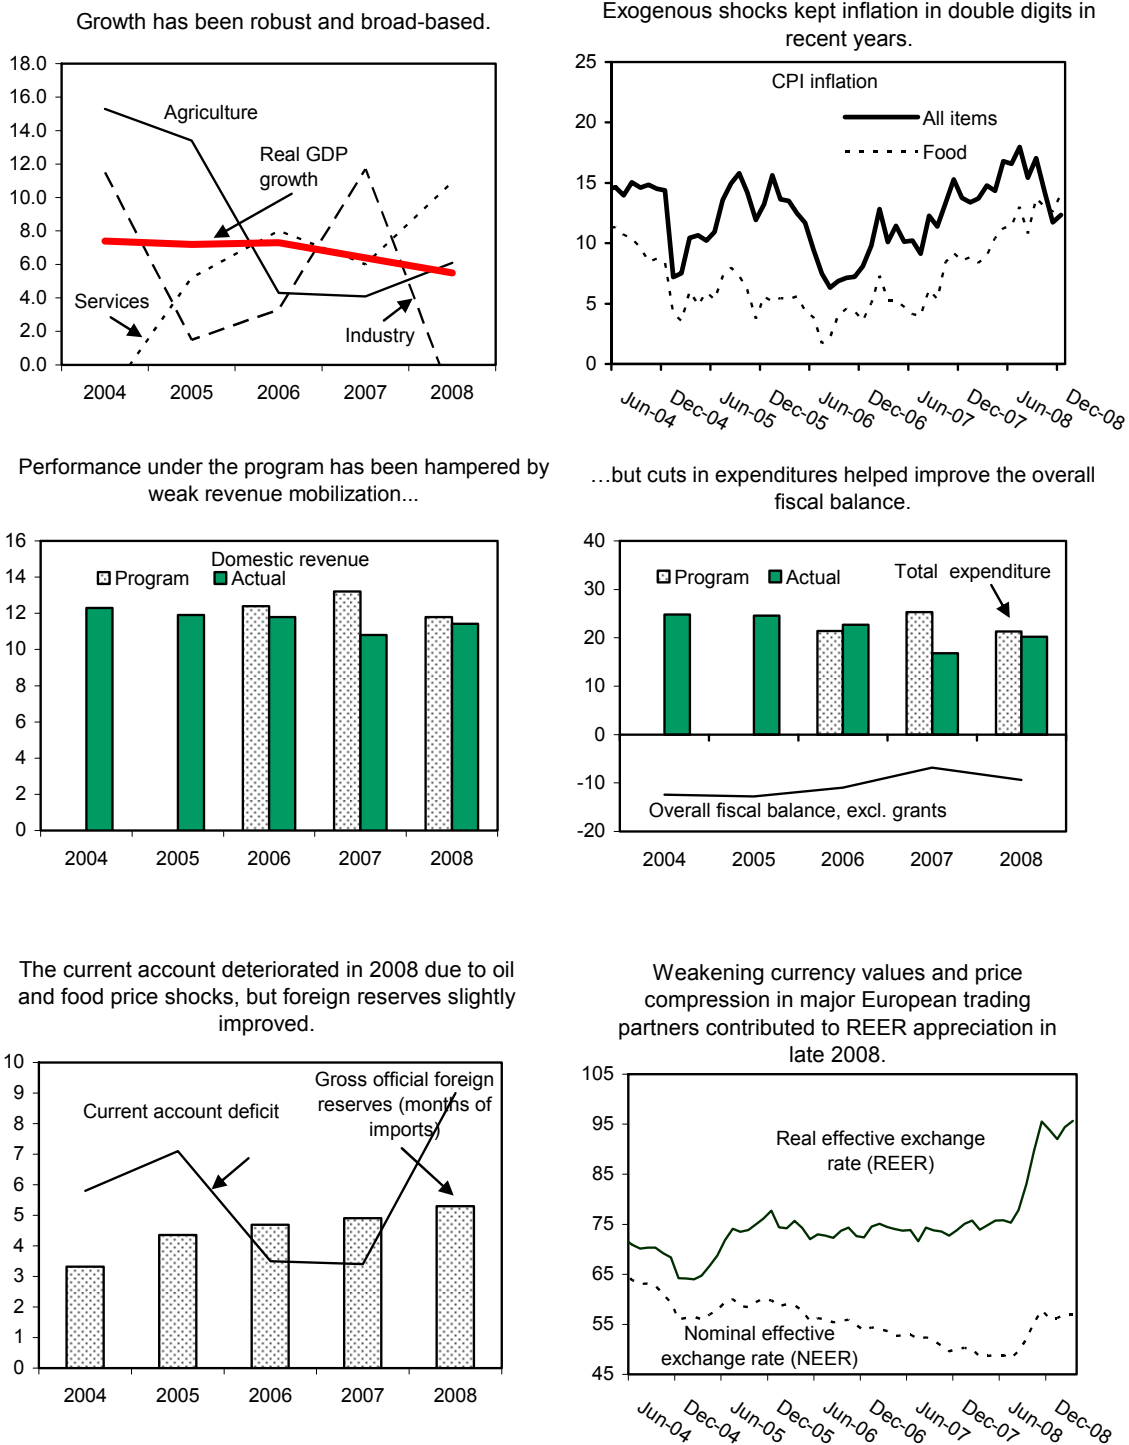 Growth has been robust and broad-based.
18.0
16.0
14.0
12.0
10.0
8.0
6.0
4.0
2.0
0.0
Agriculture
Real GDP
growth
Services
Industry
2004 2005 2006 2007 2008
Exogenous shocks kept inflation in double digits in
recent years.
25
20
15
10
5
0
CPI inflation
All items
Food
Jun-04 Dec-04 Jun-05 Dec-05 Jun-06 Dec-06 Jun-07 Dec-07 Jun-08 Dec-08
Performance under the program has been hampered by
weak revenue mobilization...
16
14
12
10
8
6
4
2
0
Domestic revenue
Program Actual
2004 2005 2006 2007 2008
…but cuts in expenditures helped improve the overall
fiscal balance.
40
30
20
10
0
-10
-20
Program Actual
Total expenditure
Overall fiscal balance, excl. grants
2004 2005 2006 2007 2008
The current account deteriorated in 2008 due to oil
and food price shocks, but foreign reserves slightly
improved.
10
9
8
7
6
5
4
3
2
1
0
Current account deficit
Gross official foreign
reserves (months of
imports)
2004 2005 2006 2007 2008
Weakening currency values and price
compression in major European trading
partners contributed to REER appreciation in
late 2008.
105
95
85
75
65
55
45
Real effective exchange
rate (REER)
Nominal effective
exchange rate (NEER)
Jun-04 Dec-04 Jun-05 Dec-05 Jun-06 Dec-06 Jun-07 Dec-07 Jun-08 Dec-08